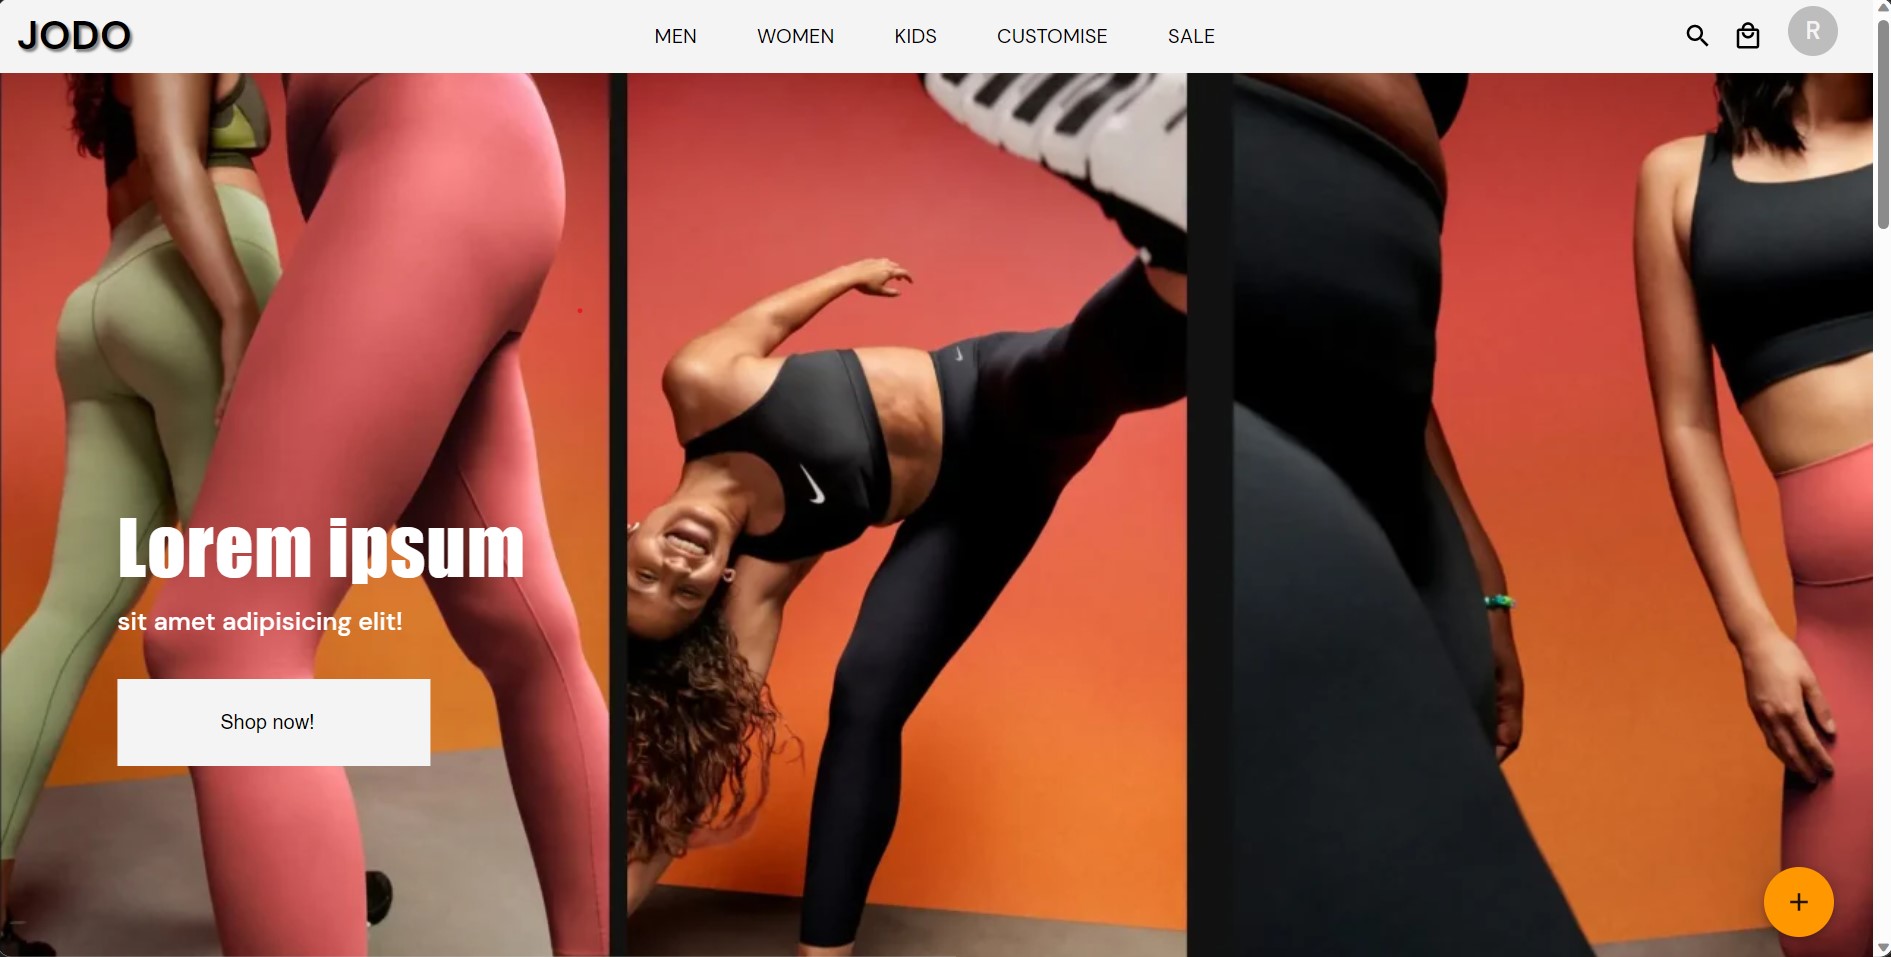 JODO
MEN
WOMEN
KIDS
CUSTOMISE
SALE
R
Lorem ipsum
sit amet adipisicing elit!
Shop now!
+